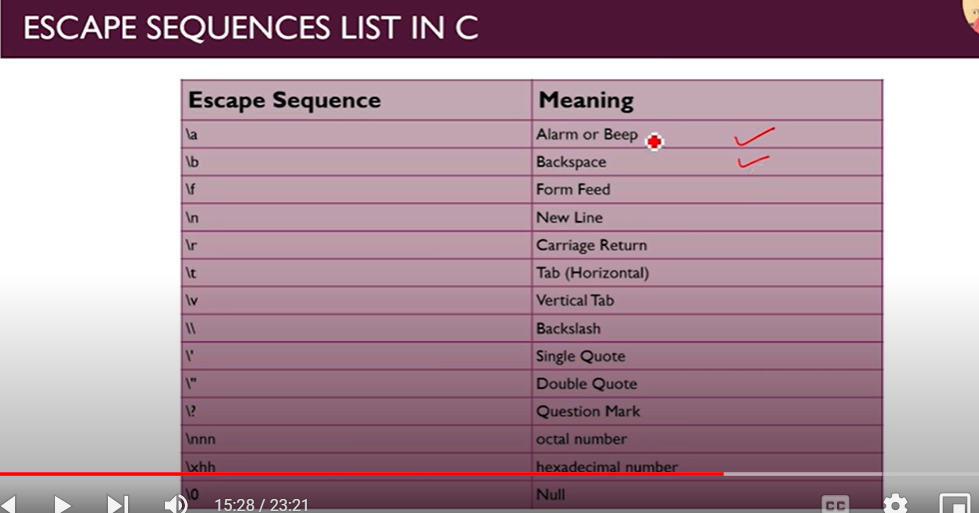 ESCAPE SEQUENCES LIST IN C
Escape Sequence Meaning
\a Alarm or Beep
\b Backspace
\f Form Feed
\n New Line
\r Carriage Return
\t Tab (Horizontal)
\v Vertical Tab
\\ Backslash
\' Single Quote
\" Double Quote
\? Question Mark
\nnn octal number
\xhh hexadecimal number
\0 Null
15:28 / 23:21
CC